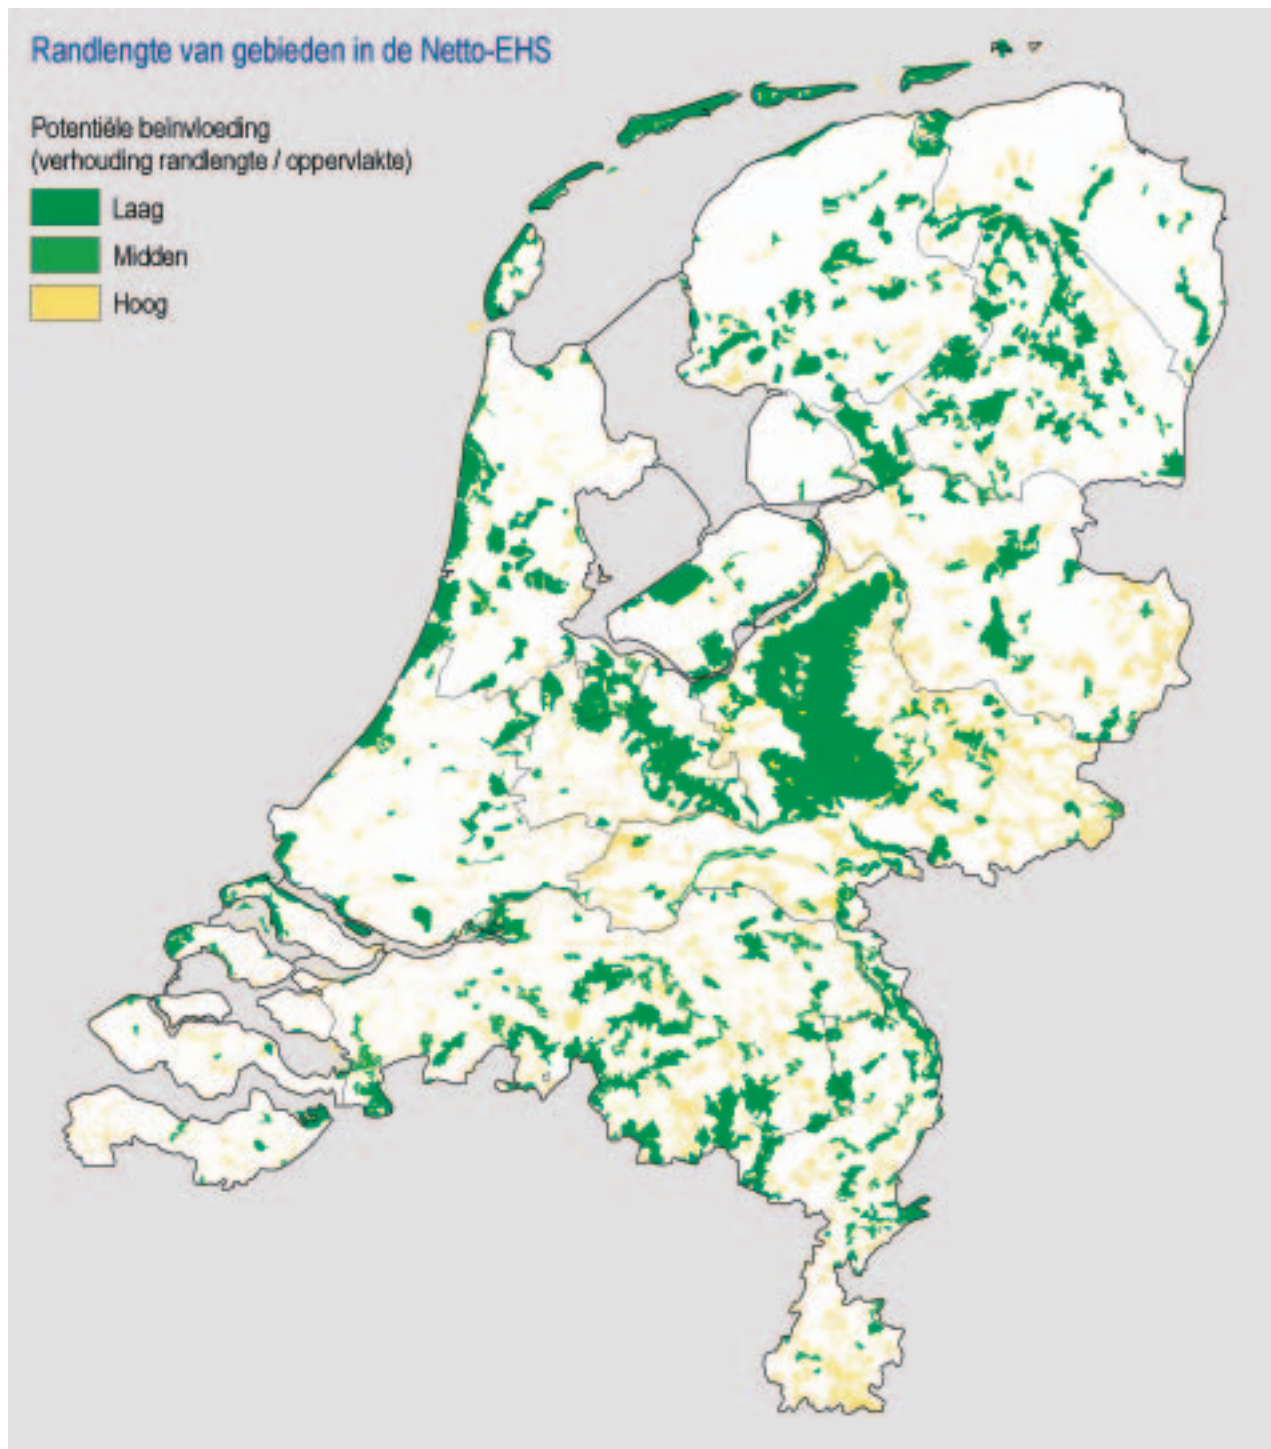 Randlengte van gebieden in de Netto-EHS
Potentiële beïnvloeding
(verhouding randlengte / oppervlakte)
Laag
Midden
Hoog